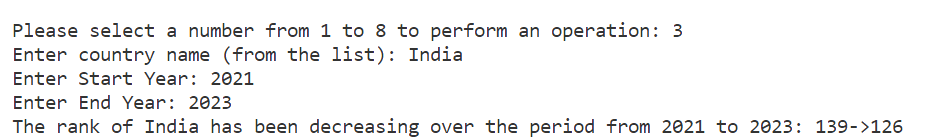 Please select a number from 1 to 8 to perform an operation: 3
Enter country name (from the list): India
Enter Start Year: 2021
Enter End Year: 2023
The rank of India has been decreasing over the period from 2021 to 2023: 139->126